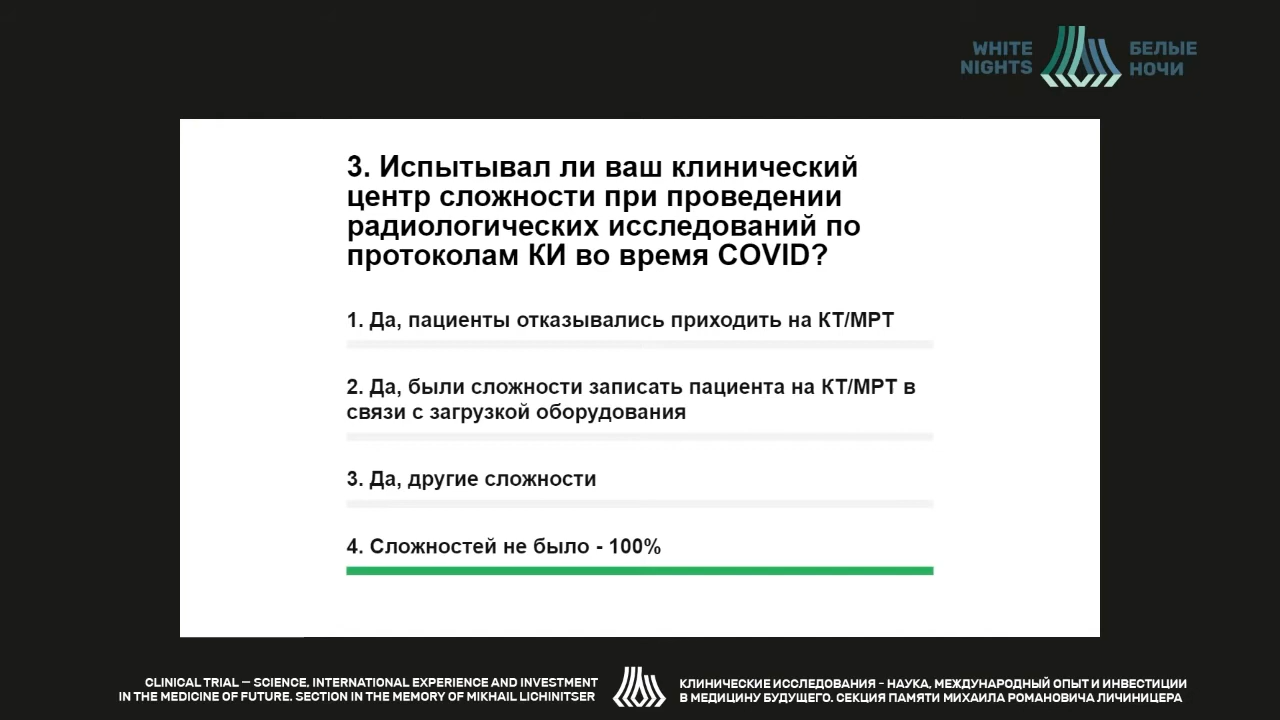 WHITE
NIGHTS
БЕЛЫЕ
НОЧИ
3. Испытывал ли ваш клинический
центр сложности при проведении
радиологических исследований по
протоколам КИ во время COVID?
1. Да, пациенты отказывались приходить на КТ/МРТ
2. Да, были сложности записать пациента на КТ/МРТ в
связи с загрузкой оборудования
3. Да, другие сложности
4. Сложностей не было - 100%
CLINICAL TRIAL — SCIENCE, INTERNATIONAL EXPERIENCE AND INVESTMENT
IN THE MEDICINE OF FUTURE. SECTION IN THE MEMORY OF MIKHAIL LICHINITSER
КЛИНИЧЕСКИЕ ИССЛЕДОВАНИЯ - НАУКА, МЕЖДУНАРОДНЫЙ ОПЫТ И ИНВЕСТИЦИИ
В МЕДИЦИНУ БУДУЩЕГО. СЕКЦИЯ ПАМЯТИ МИХАИЛА РОМАНОВИЧА ЛИЧИНИЦЕРА